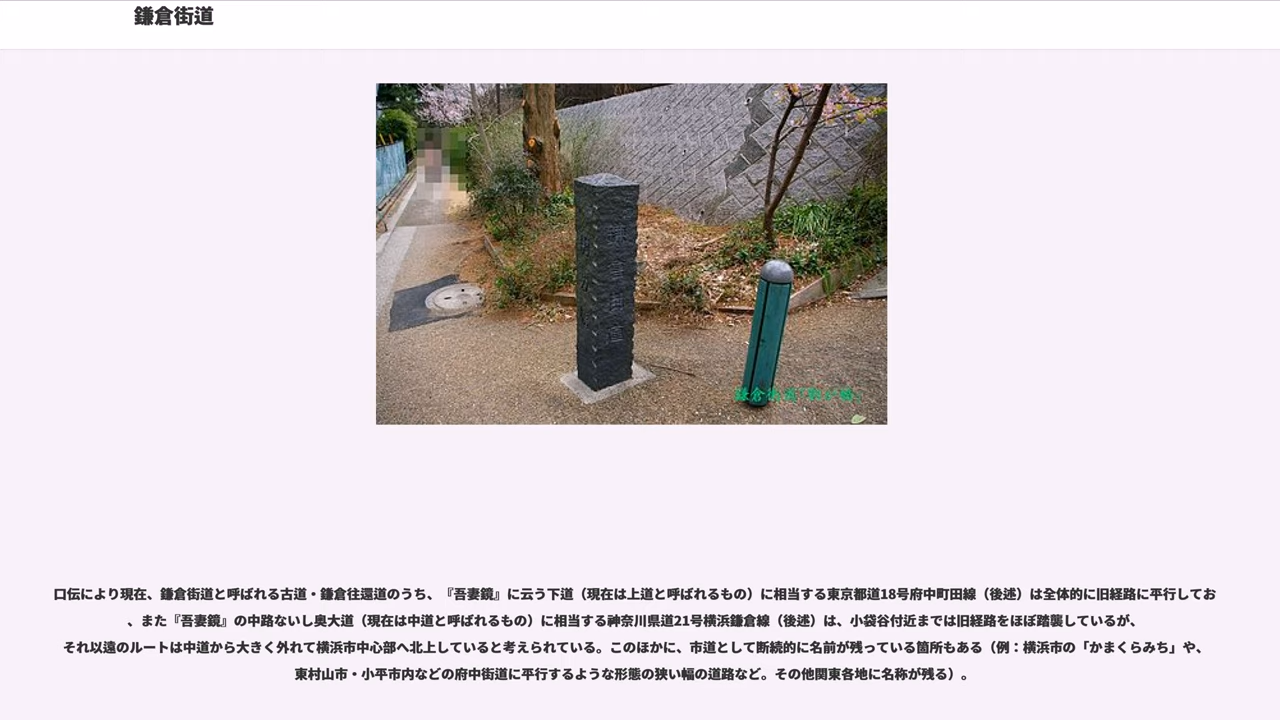 鎌倉街道
鎌倉街道
口伝により現在、鎌倉街道と呼ばれる古道・鎌倉往還道のうち、『吾妻鏡』に云う下道（現在は上道と呼ばれるもの）に相当する東京都道18号府中町田線（後述）は全体的に旧経路に平行してお
、また『吾妻鏡』の中路ないし奥大道（現在は中道と呼ばれるもの）に相当する神奈川県道21号横浜鎌倉線（後述）は、小袋谷付近までは旧経路をほぼ踏襲しているが、
それ以遠のルートは中道から大きく外れて横浜市中心部へ北上していると考えられている。このほかに、市道として断続的に名前が残っている箇所もある（例：横浜市の「かまくらみち」や、
東村山市・小平市内などの府中街道に平行するような形態の狭い幅の道路など。その他関東各地に名称が残る）。